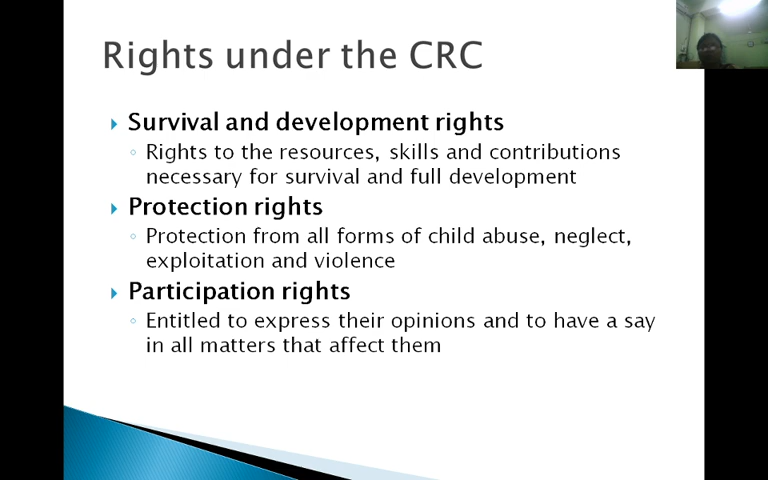 Rights under the CRC
Survival and development rights
Rights to the resources, skills and contributions
necessary for survival and full development
Protection rights
Protection from all forms of child abuse, neglect,
exploitation and violence
Participation rights
Entitled to express their opinions and to have a say
in all matters that affect them